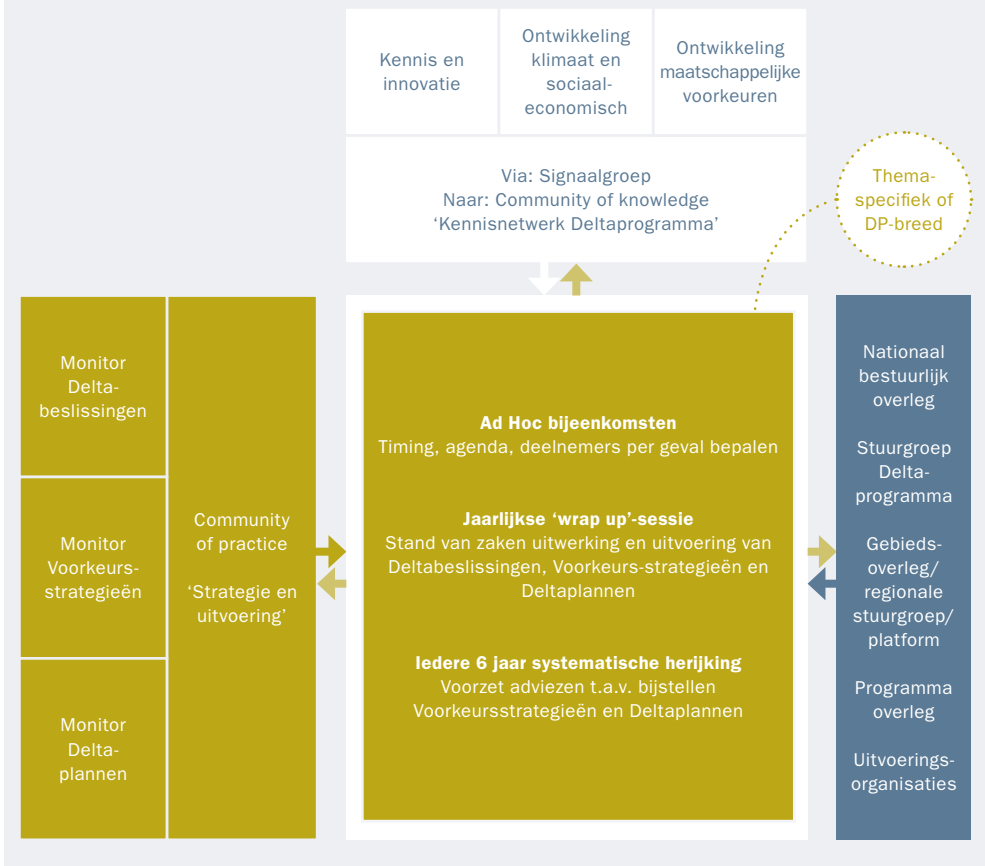 Kennis en
innovatie
Ontwikkeling
klimaat en
sociaal-
economisch
Ontwikkeling
maatschappelijke
voorkeuren
Via: Signaalgroep
Naar: Community of knowledge
‘Kennisnetwerk Deltaprogramma’
Thema-
specifiek of
DP-breed
Monitor
Delta-
beslissingen
Monitor
Voorkeurs-
strategieën
Monitor
Delta-
plannen
Community
of practice
‘Strategie en
uitvoering’
Ad Hoc bijeenkomsten
Timing, agenda, deelnemers per geval bepalen
Jaarlijkse ‘wrap up’-sessie
Stand van zaken uitwerking en uitvoering van
Deltabeslissingen, Voorkeurs-strategieën en
Deltaplannen
Iedere 6 jaar systematische herijking
Voorzet adviezen t.a.v. bijstellen
Voorkeursstrategieën en Deltaplannen
Nationaal
bestuurlijk
overleg
Stuurgroep
Delta-
programma
Gebieds-
overleg/
regionale
stuurgroep/
platform
Programma
overleg
Uitvoerings-
organisaties